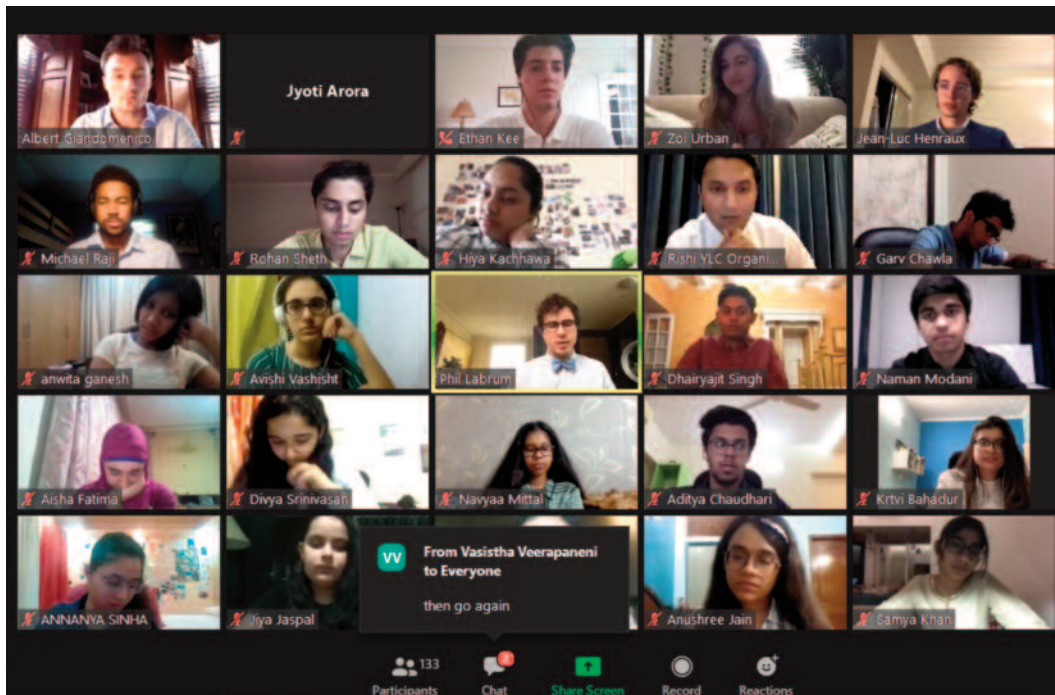 Albert Giandomenico
Jyoti Arora
Ethan Kee
Zoi Urban
Jean-Luc Henraux
Michael Raji
Rohan Sheth
Hiya Kachhawa
Rishi YLC Organi...
Garv Chawla
anwita ganesh
Avishi Vashisht
Phil Labrum
Dhairyajit Singh
Naman Modani
Aisha Fatima
Divya Srinivasan
Navyaa Mittal
Aditya Chaudhari
Krtvi Bahadur
ANNANYA SINHA
Jiya Jaspal
VV
From Vasistha Veerapaneni
to Everyone
then go again
Anushree Jain
Samya Khan
133
2
Participants
Chat
Share Screen
Record
Reactions